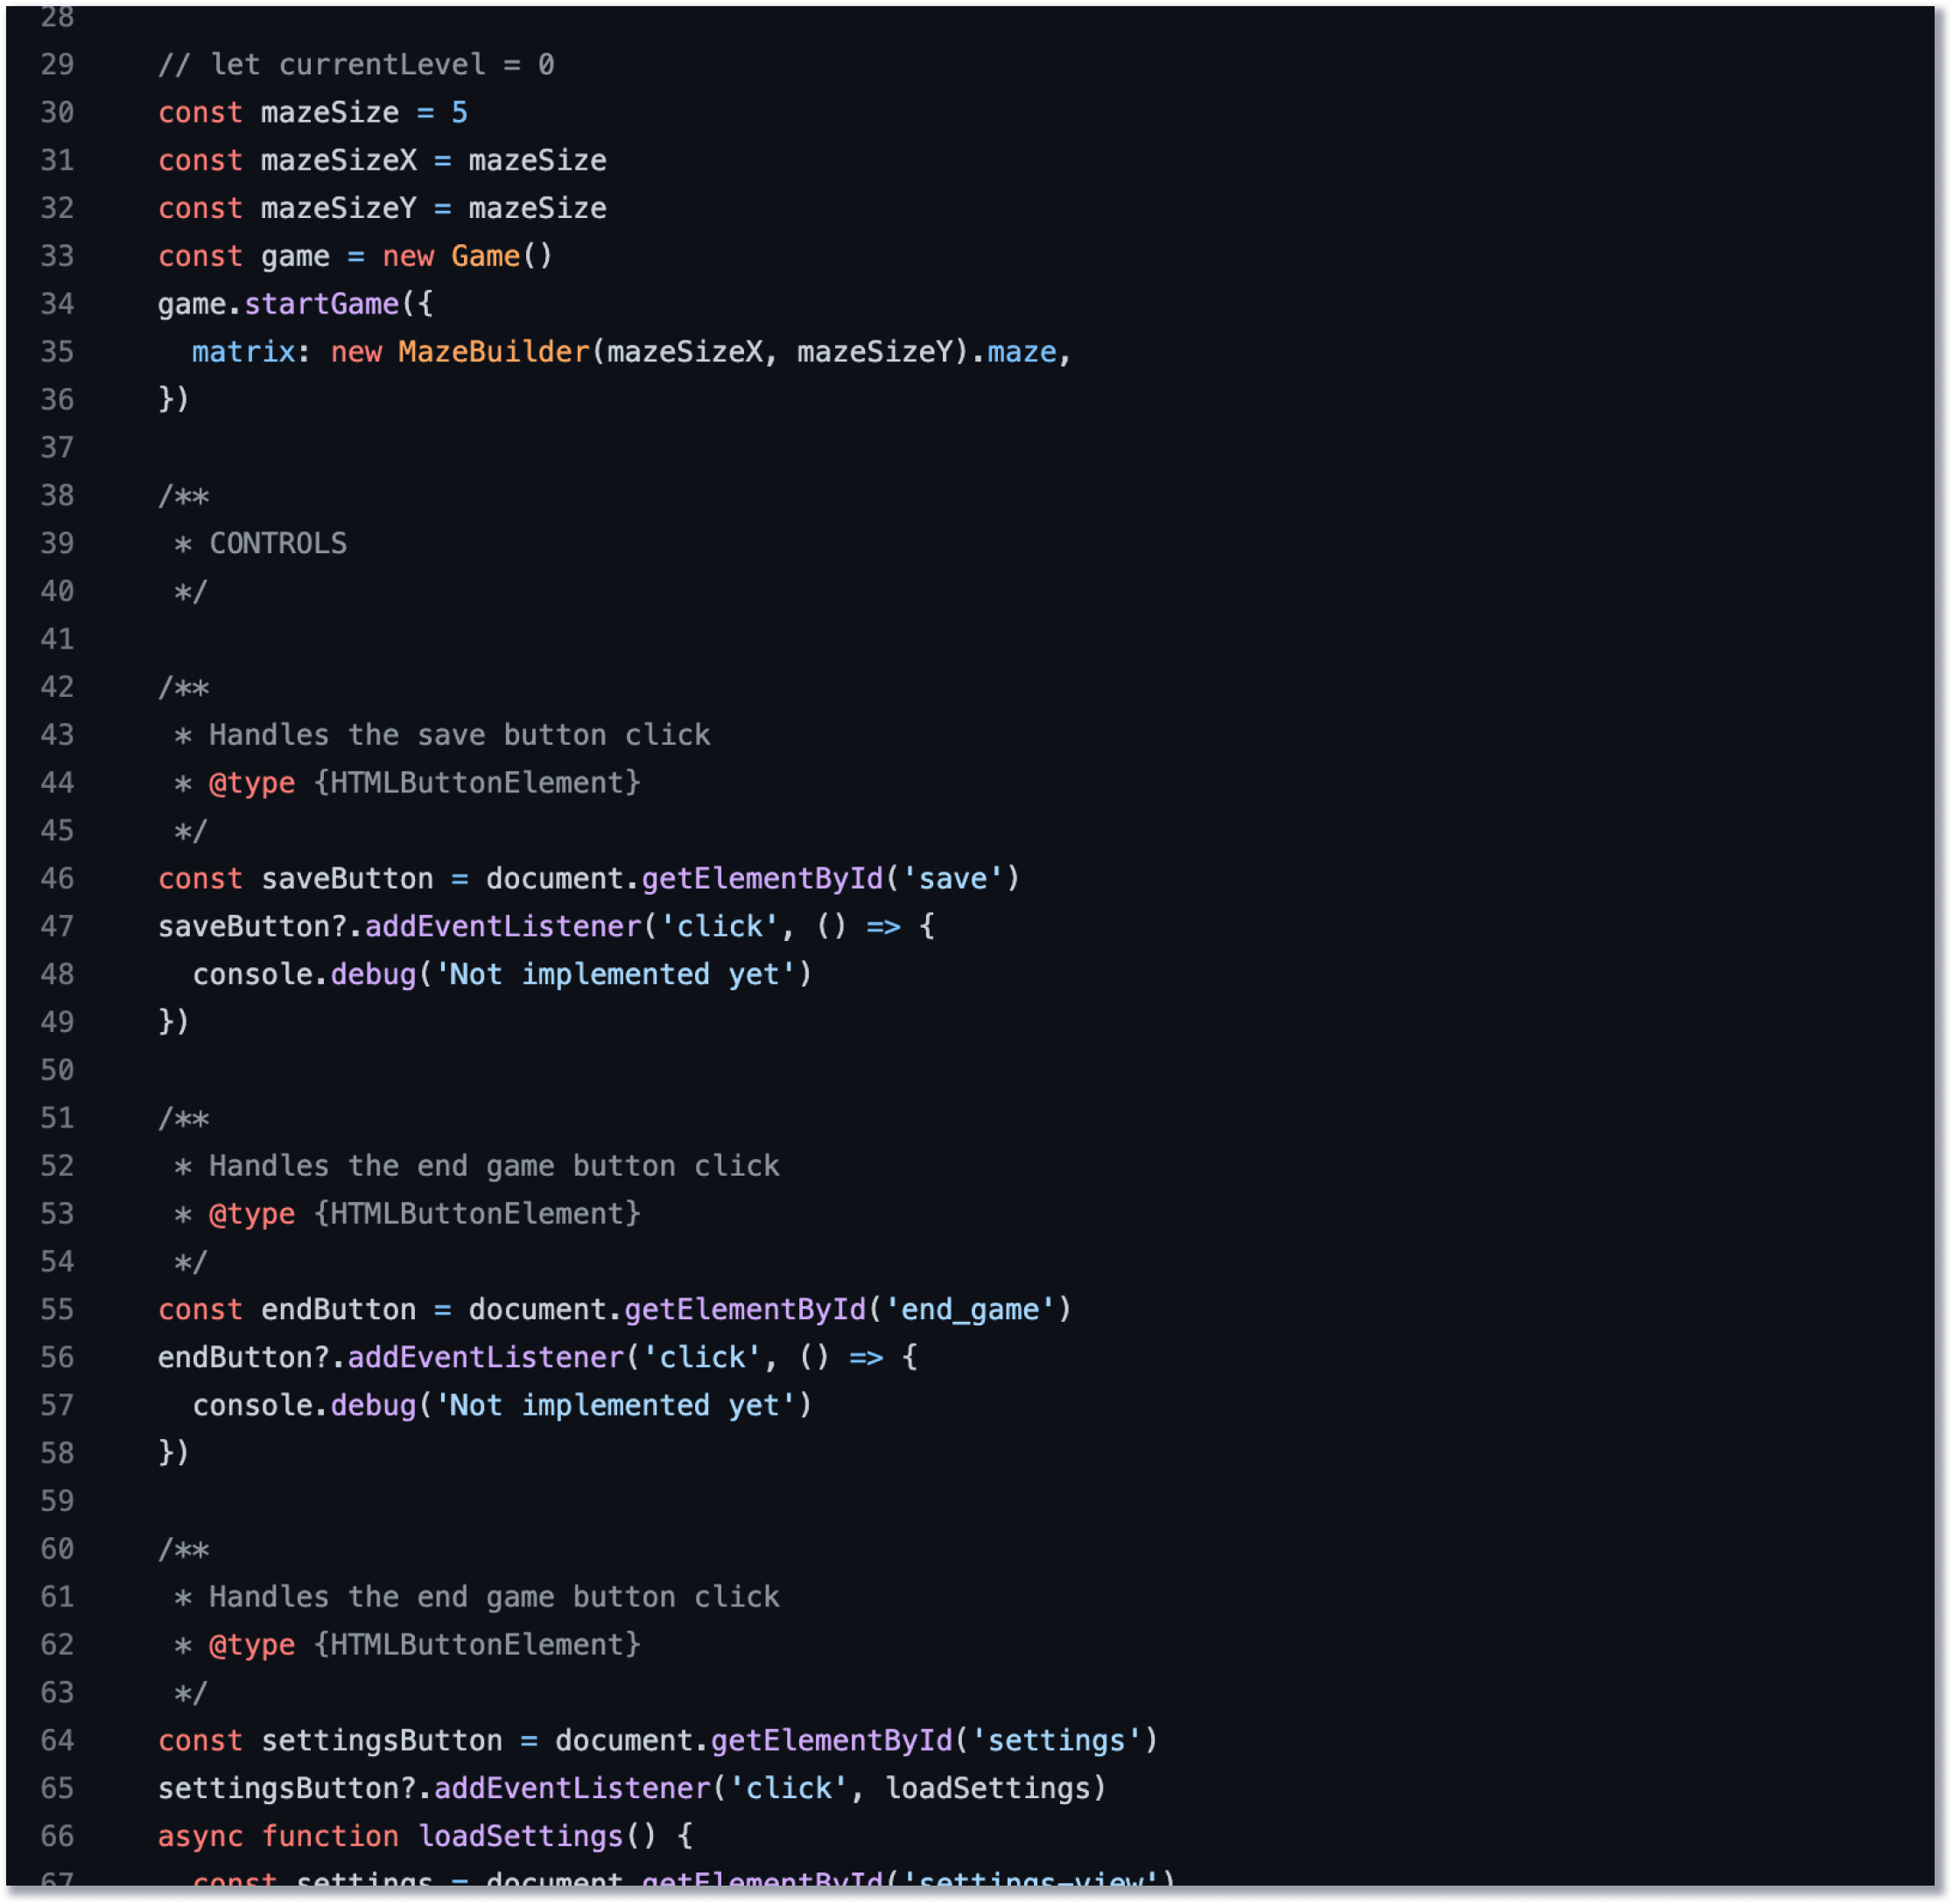 28
29 // let currentLevel = 0
30 const mazeSize = 5
31 const mazeSizeX = mazeSize
32 const mazeSizeY = mazeSize
33 const game = new Game()
34 game.startGame({
35   matrix: new MazeBuilder(mazeSizeX, mazeSizeY).maze,
36 })
37
38 /**
39  * CONTROLS
40  */
41
42 /**
43  * Handles the save button click
44  * @type {HTMLButtonElement}
45  */
46 const saveButton = document.getElementById('save')
47 saveButton?.addEventListener('click', () => {
48   console.debug('Not implemented yet')
49 })
50
51 /**
52  * Handles the end game button click
53  * @type {HTMLButtonElement}
54  */
55 const endButton = document.getElementById('end_game')
56 endButton?.addEventListener('click', () => {
57   console.debug('Not implemented yet')
58 })
59
60 /**
61  * Handles the end game button click
62  * @type {HTMLButtonElement}
63  */
64 const settingsButton = document.getElementById('settings')
65 settingsButton?.addEventListener('click', loadSettings)
66 async function loadSettings() {
67   const settings = document.getElementById('settings-view')